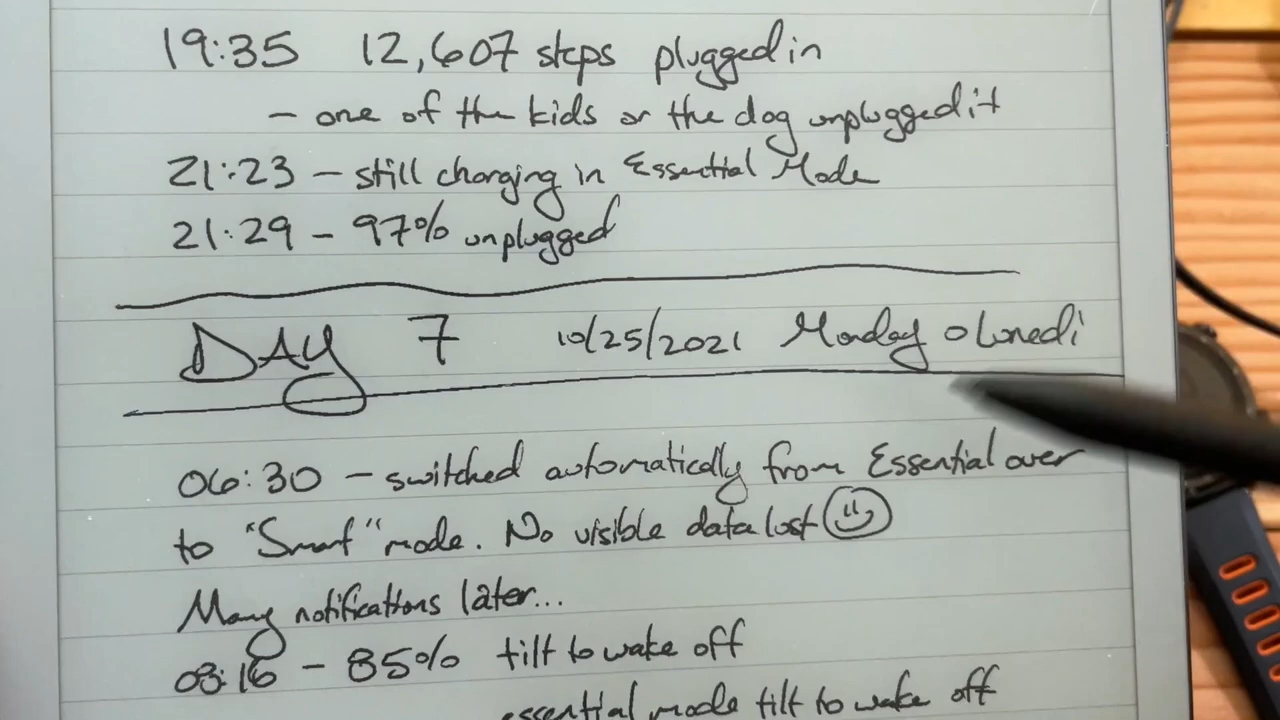 19:35 12,607 steps plugged in
- one of the kids or the dog unplugged it
21:23 - still charging in Essential Mode
21:29 - 97% unplugged
DAy 7 10/25/2021 Monday o Lunedi
06:30 - switched automatically from Essential over
to "Smart" mode. No visible data lost
Many notifications later...
08:16 - 85% tilt to wake off
essential mode tilt to wake off